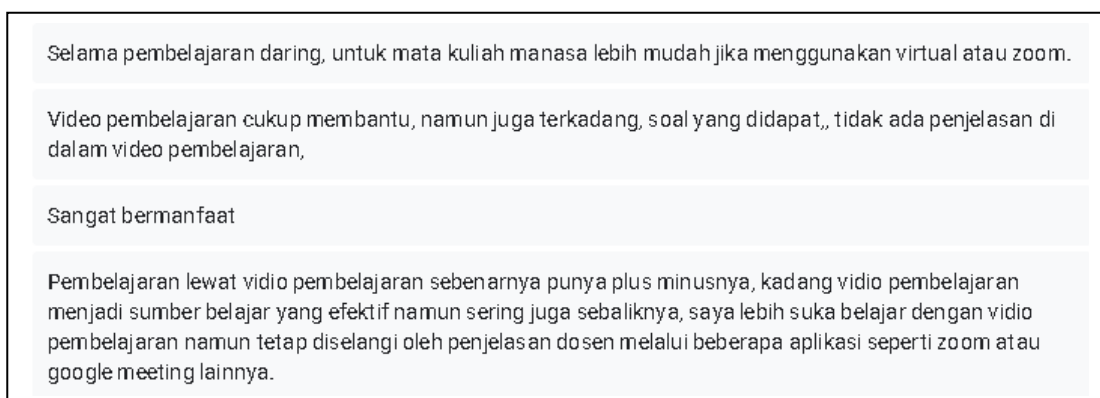 Selama pembelajaran daring, untuk mata kuliah manasa lebih mudah jika menggunakan virtual atau zoom.
Video pembelajaran cukup membantu, namun juga terkadang, soal yang didapat,, tidak ada penjelasan di
dalam video pembelajaran,
Sangat bermanfaat
Pembelajaran lewat vidio pembelajaran sebenarnya punya plus minusnya, kadang vidio pembelajaran
menjadi sumber belajar yang efektif namun sering juga sebaliknya, saya lebih suka belajar dengan vidio
pembelajaran namun tetap diselangi oleh penjelasan dosen melalui beberapa aplikasi seperti zoom atau
google meeting lainnya.